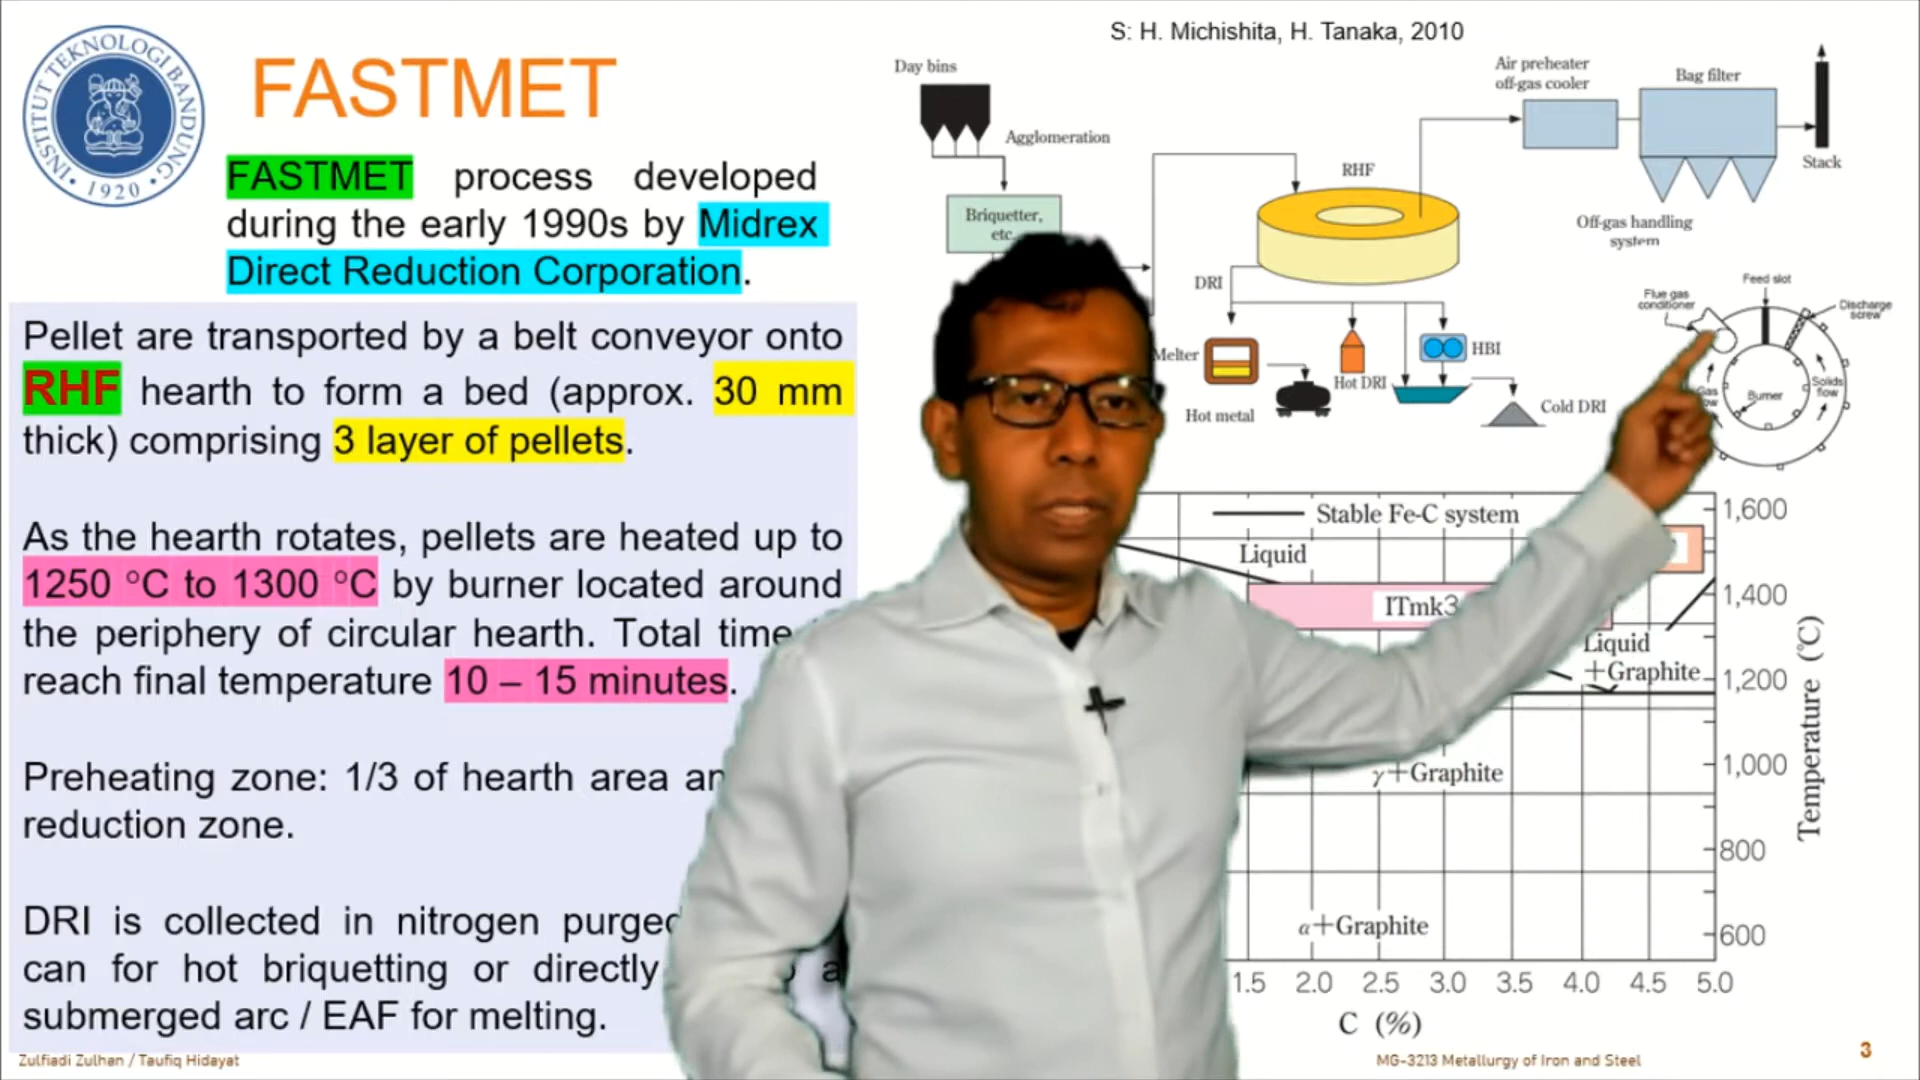 INSTITUT TEKNOLOGI BANDUNG
1920
FASTMET
FASTMET process developed
during the early 1990s by Midrex
Direct Reduction Corporation.
Pellet are transported by a belt conveyor onto
RHF hearth to form a bed (approx. 30 mm
thick) comprising 3 layer of pellets.
As the hearth rotates, pellets are heated up to
1250 °C to 1300 °C by burner located around
the periphery of circular hearth. Total time
reach final temperature 10 – 15 minutes.
Preheating zone: 1/3 of hearth area
reduction zone.
DRI is collected in nitrogen purged
can for hot briquetting or directly a
submerged arc / EAF for melting.
Zulfiadi Zulhan / Taufiq Hidayat
S: H. Michishita, H. Tanaka, 2010
Day bins
Agglomeration
Briquetter,
etc.
RHF
Air preheater
off-gas cooler
Bag filter
Stack
Off-gas handling
system
DRI
Melter
Hot metal
Hot DRI
HBI
Cold DRI
Feed slot
Flue gas
conditioner
Discharge
screw
Gas
Burner
Solids
flow
Stable Fe-C system
Liquid
ITmk3
Liquid
+Graphite
γ+Graphite
α+Graphite
1,600
1,400
1,200
1,000
800
600
Temperature (℃)
1.5 2.0 2.5 3.0 3.5 4.0 4.5 5.0
C (%)
MG-3213 Metallurgy of Iron and Steel
3